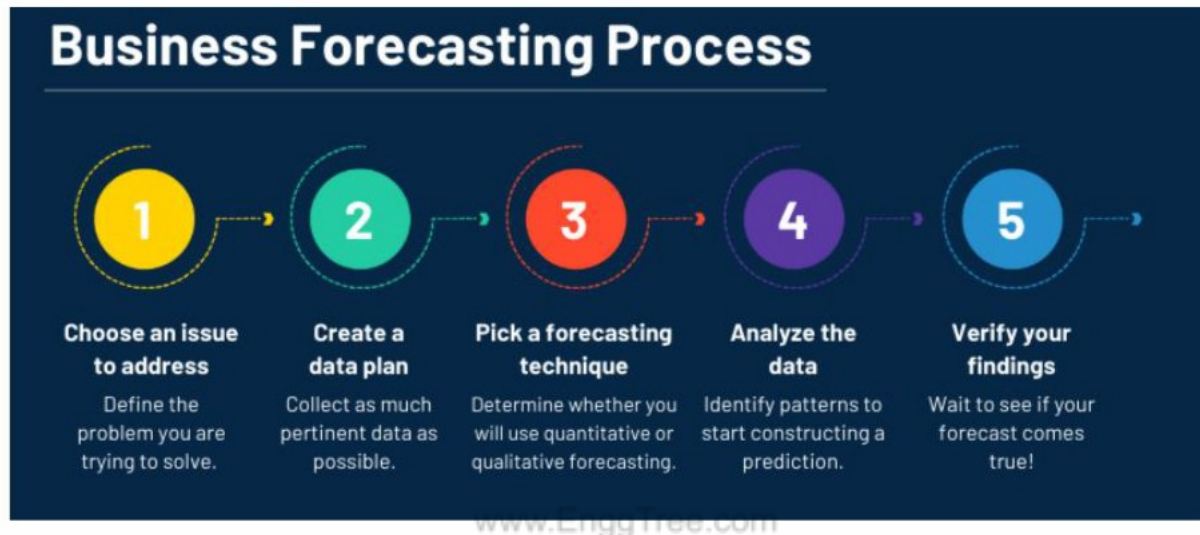 Business Forecasting Process
1
2
3
4
5
Choose an issue
to address
Define the
problem you are
trying to solve.
Create a
data plan
Collect as much
pertinent data as
possible.
Pick a forecasting
technique
Determine whether you
will use quantitative or
qualitative forecasting.
Analyze the
data
Identify patterns to
start constructing a
prediction.
Verify your
findings
Wait to see if your
forecast comes
true!
www.EnggTree.com